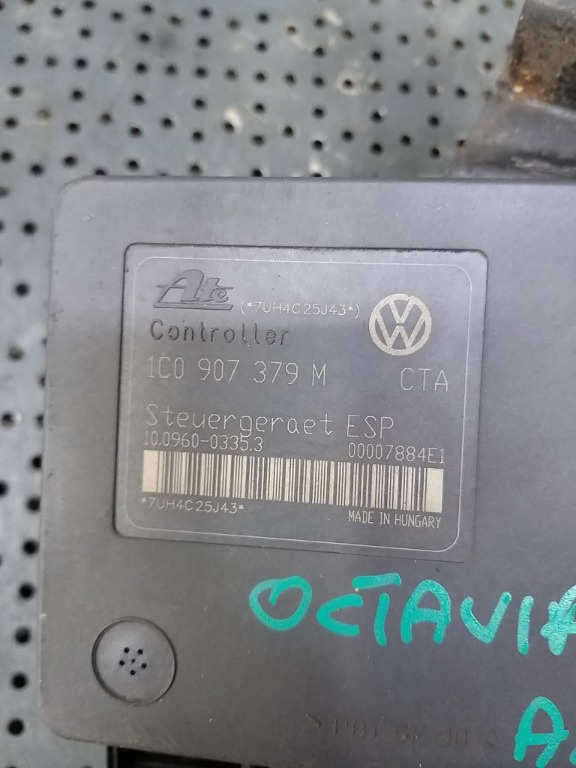 Ate (*7UH4C25J43*)
Controller
1C0 907 379 M CTA
Steuergeraet ESP
10.0960-0335.3 00007884E1
*7UH4C25J43*
MADE IN HUNGARY
OCTAVIA